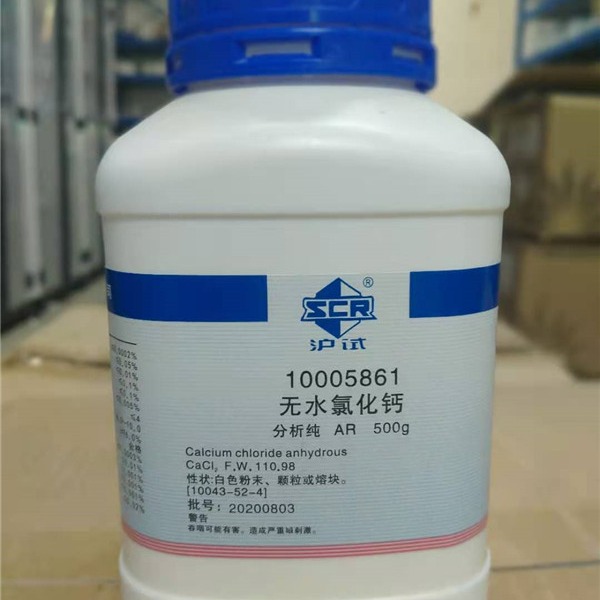 SCR®
沪试
10005861
无水氯化钙
分析纯 AR 500g
Calcium chloride anhydrous
CaCl₂ F.W. 110.98
性状:白色粉末、颗粒或熔块。
[10043-52-4]
批号: 20200803
警告
吞咽可能有害。造成严重眼刺激。